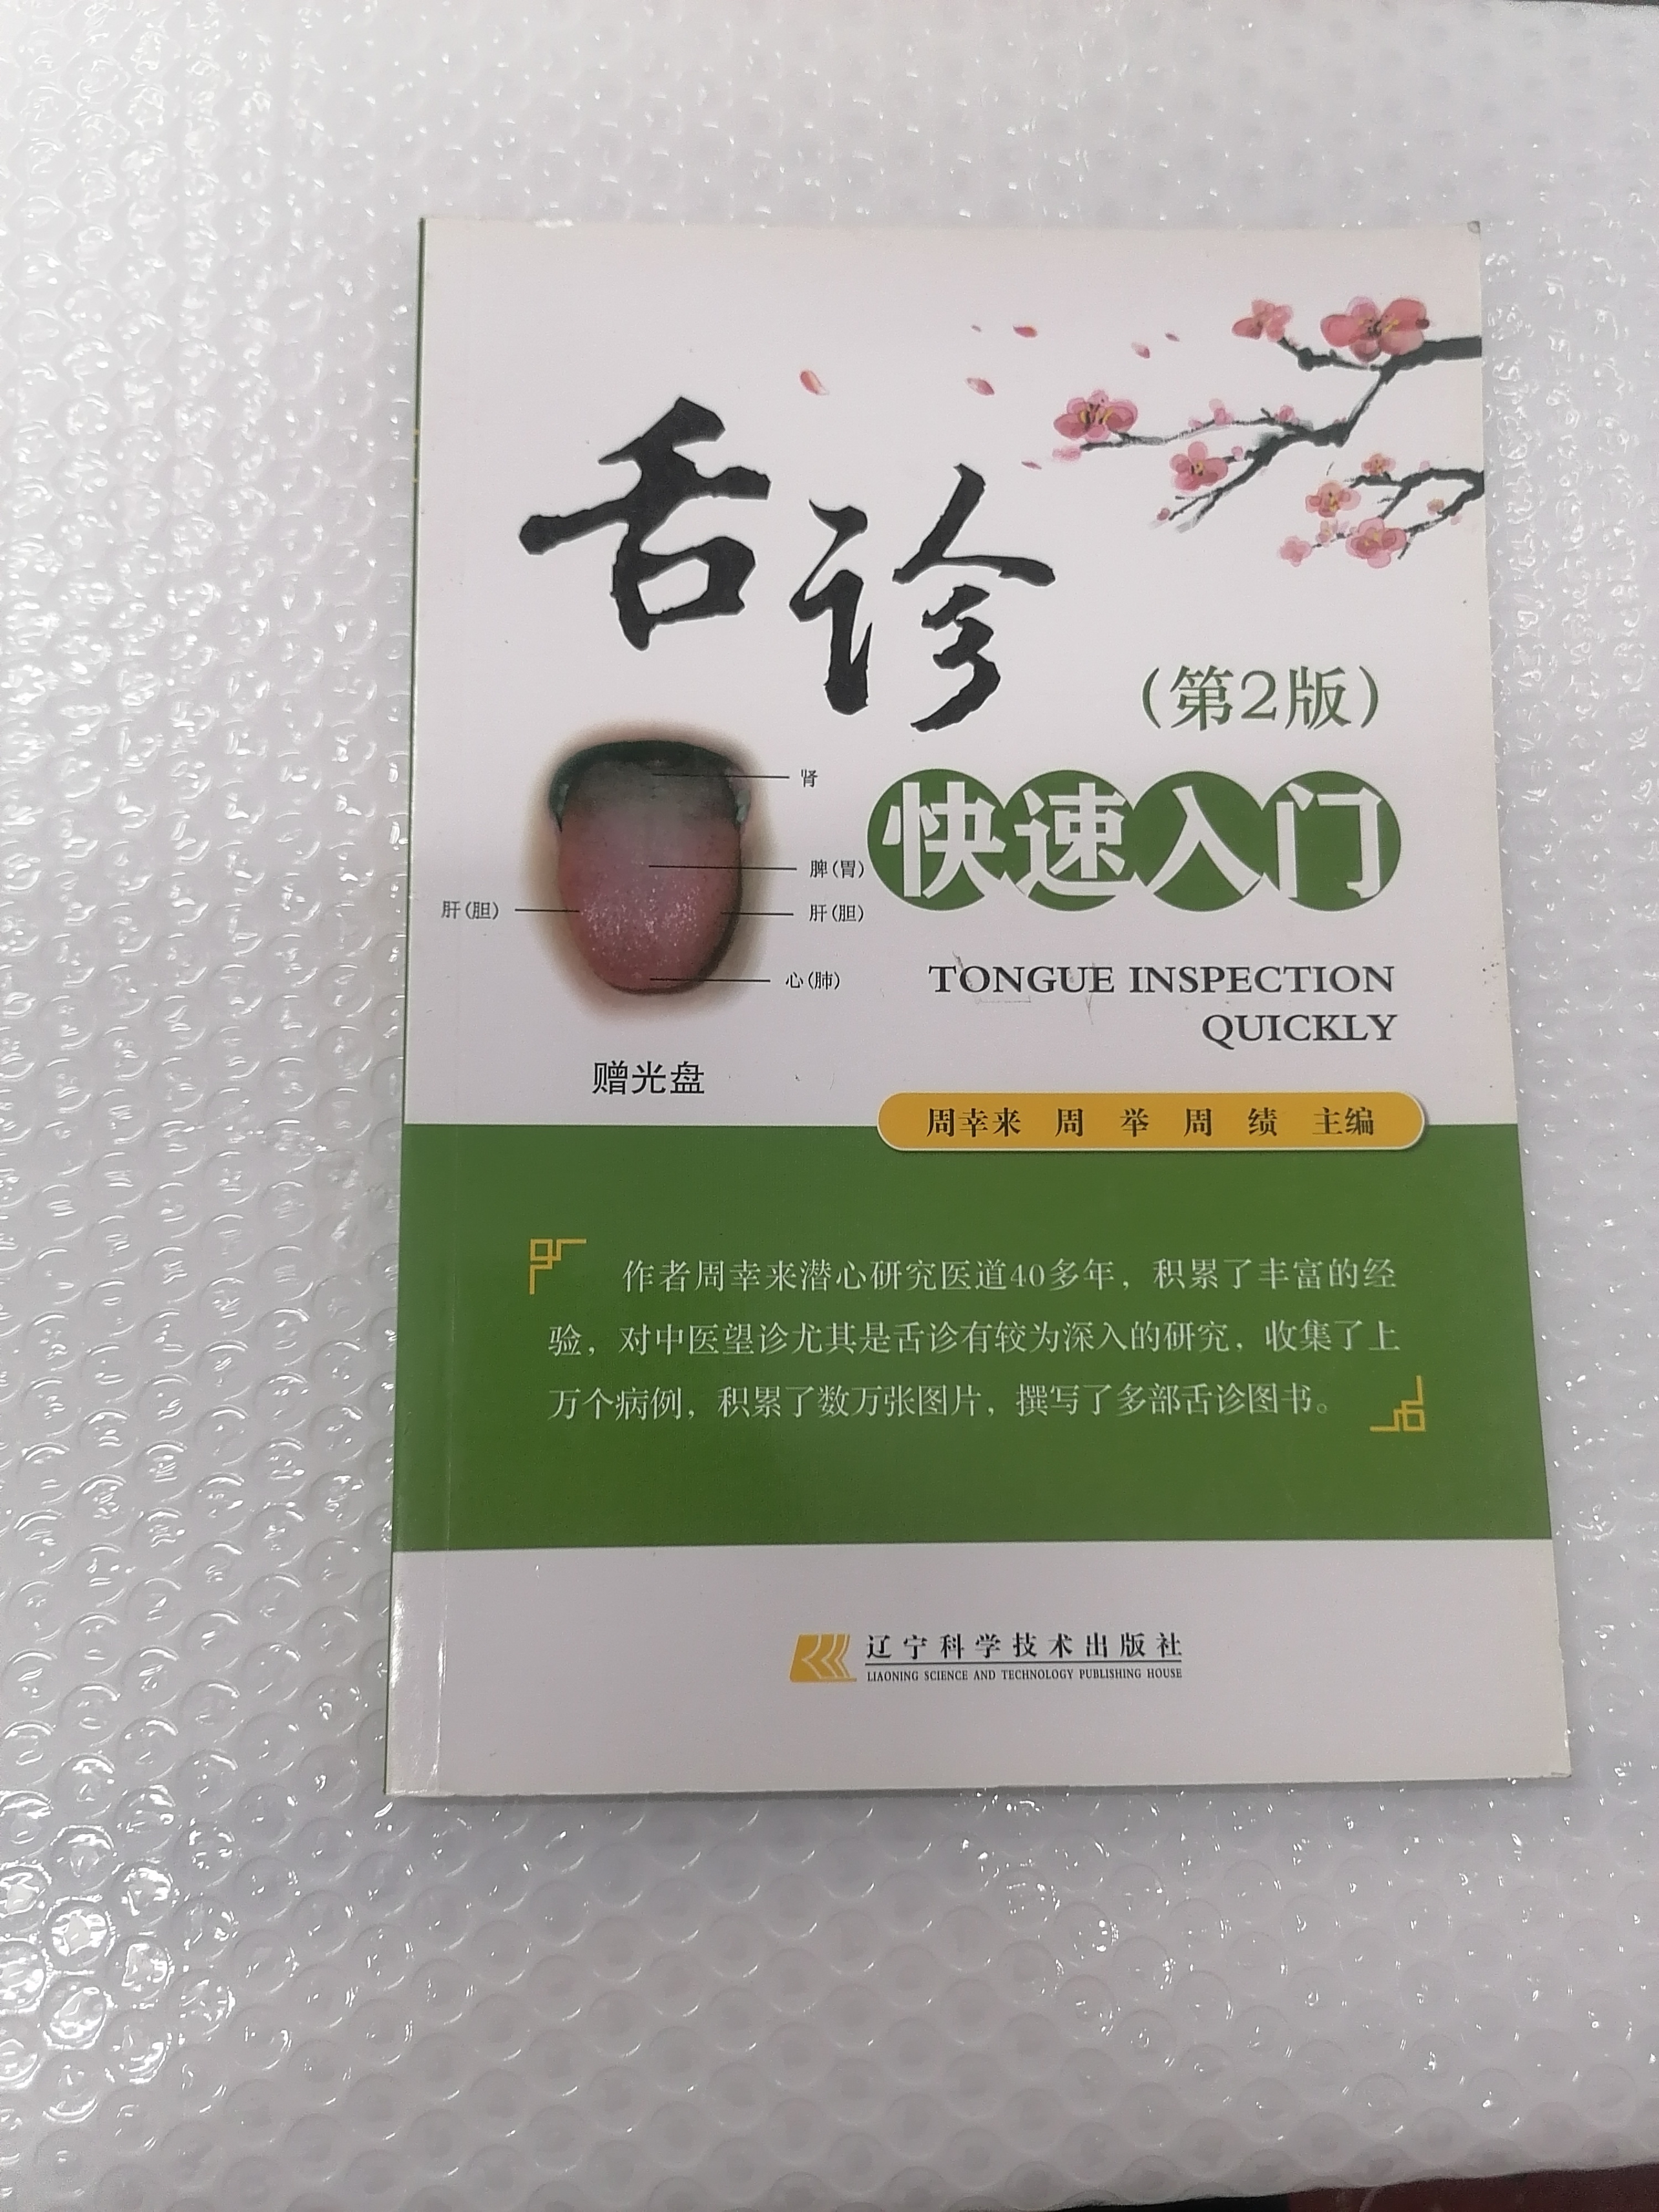 舌诊
（第2版）
快速入门
肾
脾(胃)
肝(胆)
肝(胆)
心(肺)
TONGUE INSPECTION
QUICKLY
赠光盘
周幸来 周 举 周 绩 主编
作者周幸来潜心研究医道40多年，积累了丰富的经
验，对中医望诊尤其是舌诊有较为深入的研究，收集了上
万个病例，积累了数万张图片，撰写了多部舌诊图书。
辽宁科学技术出版社
LIAONING SCIENCE AND TECHNOLOGY PUBLISHING HOUSE